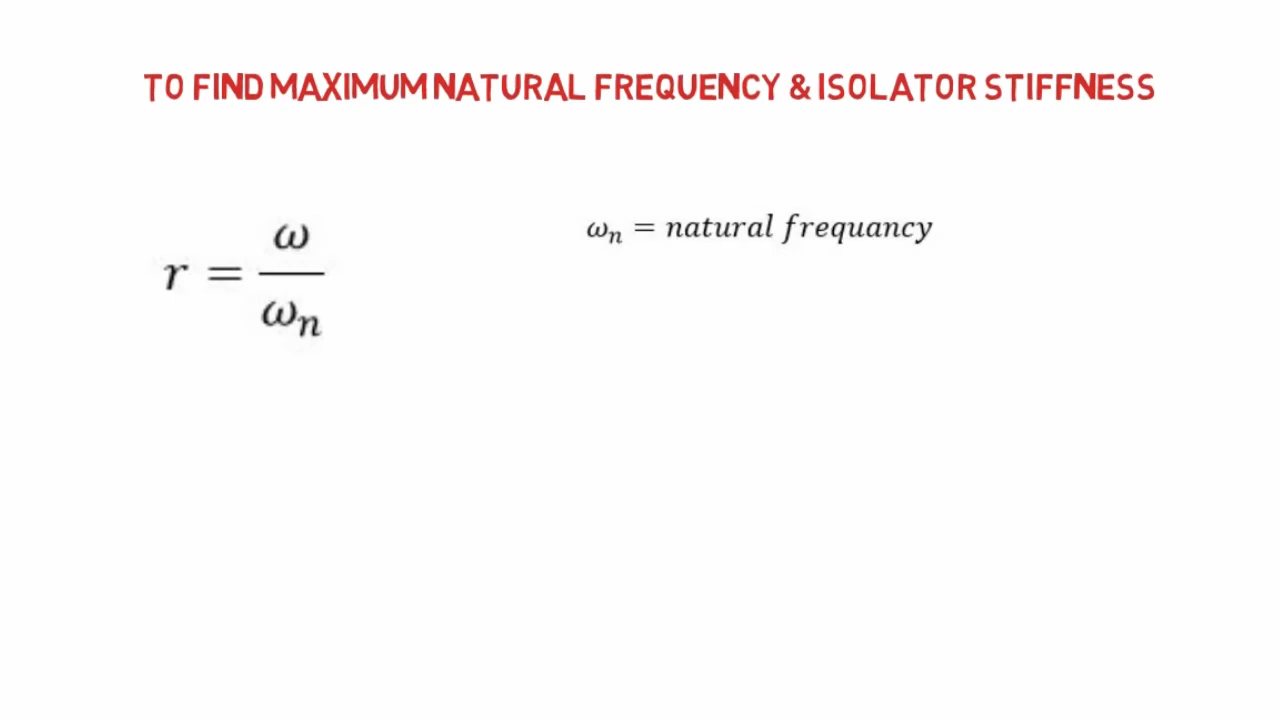 TO FIND MAXIMUM NATURAL FREQUENCY & ISOLATOR STIFFNESS
r = ω / ωₙ
ωₙ = natural frequancy